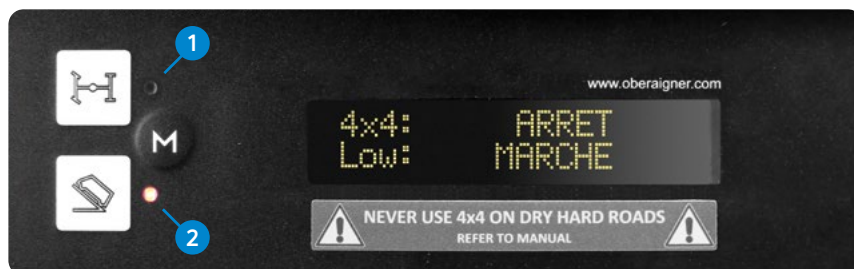 1
www.oberaigner.com
4x4: ARRET
M
Low: MARCHE
2
NEVER USE 4x4 ON DRY HARD ROADS
REFER TO MANUAL